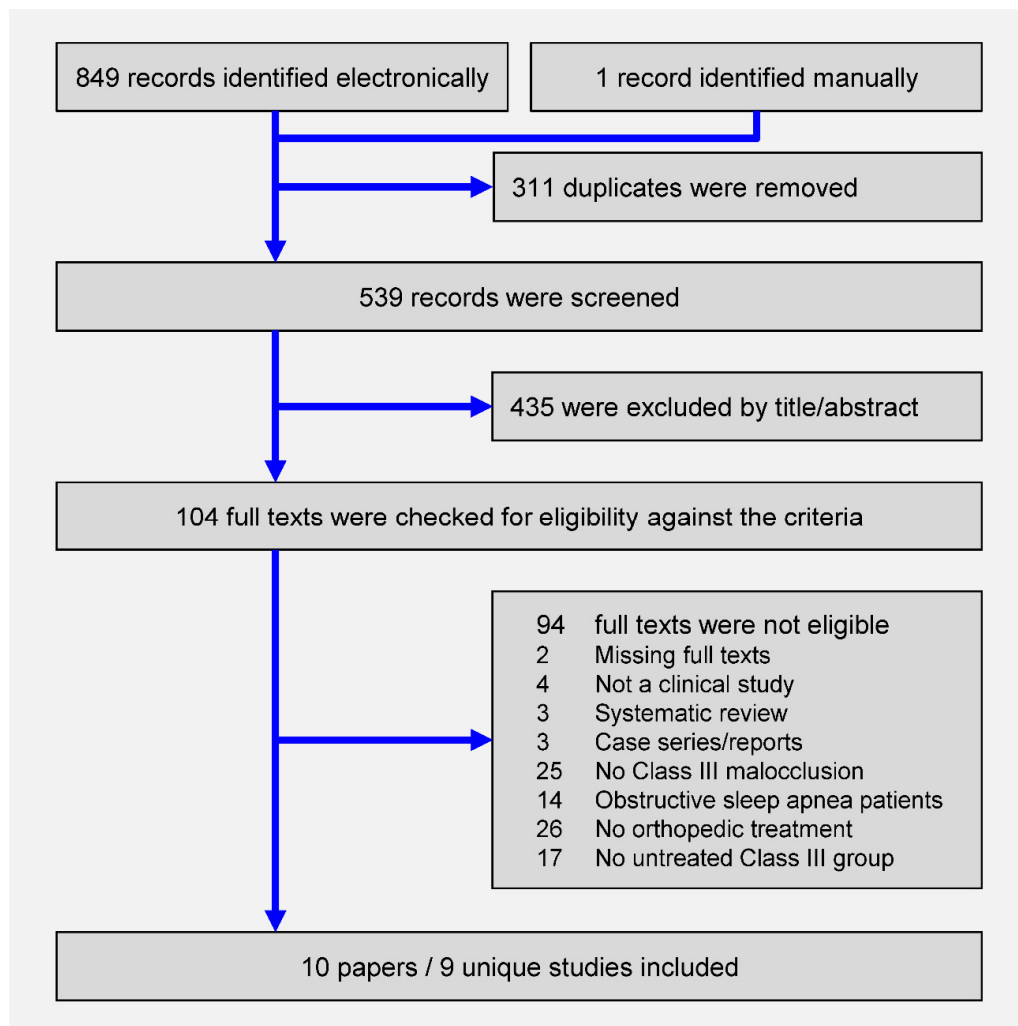 849 records identified electronically
1 record identified manually
311 duplicates were removed
539 records were screened
435 were excluded by title/abstract
104 full texts were checked for eligibility against the criteria
94 full texts were not eligible
2 Missing full texts
4 Not a clinical study
3 Systematic review
3 Case series/reports
25 No Class III malocclusion
14 Obstructive sleep apnea patients
26 No orthopedic treatment
17 No untreated Class III group
10 papers / 9 unique studies included